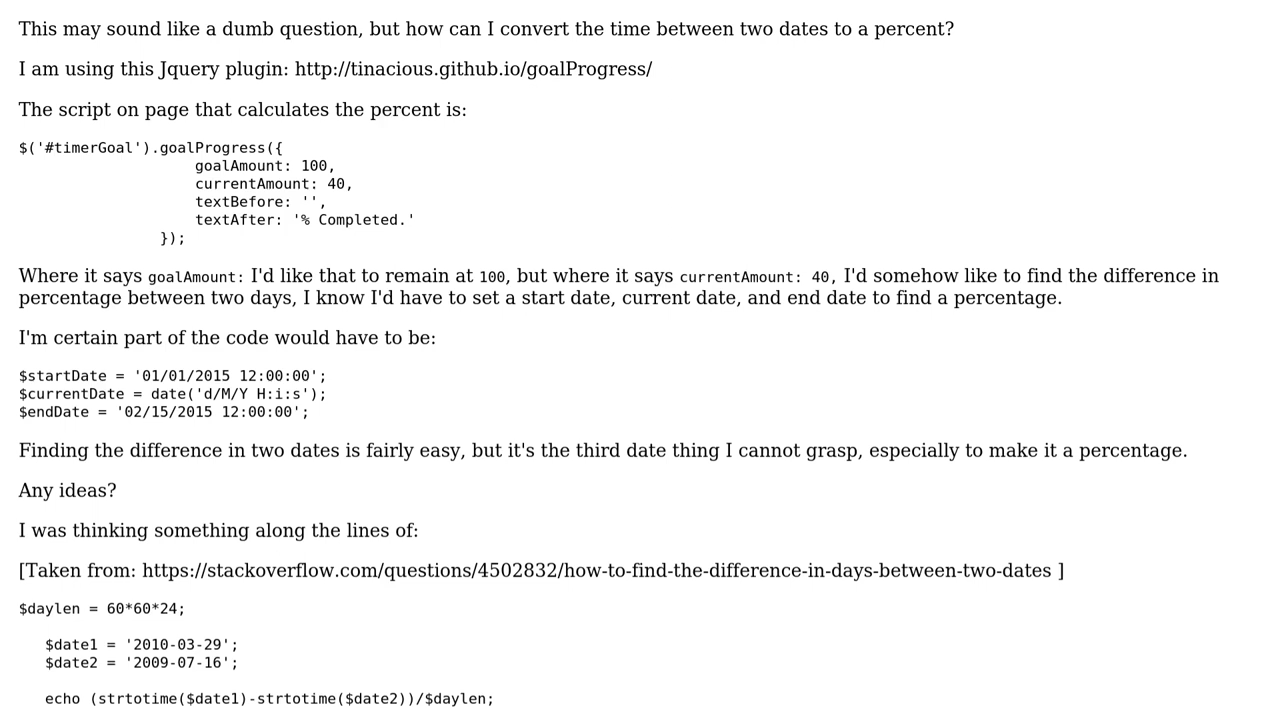 This may sound like a dumb question, but how can I convert the time between two dates to a percent?
I am using this Jquery plugin: http://tinacious.github.io/goalProgress/
The script on page that calculates the percent is:
$('#timerGoal').goalProgress({
                    goalAmount: 100,
                    currentAmount: 40,
                    textBefore: '',
                    textAfter: '% Completed.'
                });
Where it says goalAmount: I'd like that to remain at 100, but where it says currentAmount: 40, I'd somehow like to find the difference in
percentage between two days, I know I'd have to set a start date, current date, and end date to find a percentage.
I'm certain part of the code would have to be:
$startDate = '01/01/2015 12:00:00';
$currentDate = date('d/M/Y H:i:s');
$endDate = '02/15/2015 12:00:00';
Finding the difference in two dates is fairly easy, but it's the third date thing I cannot grasp, especially to make it a percentage.
Any ideas?
I was thinking something along the lines of:
[Taken from: https://stackoverflow.com/questions/4502832/how-to-find-the-difference-in-days-between-two-dates ]
$daylen = 60*60*24;
   $date1 = '2010-03-29';
   $date2 = '2009-07-16';
   echo (strtotime($date1)-strtotime($date2))/$daylen;